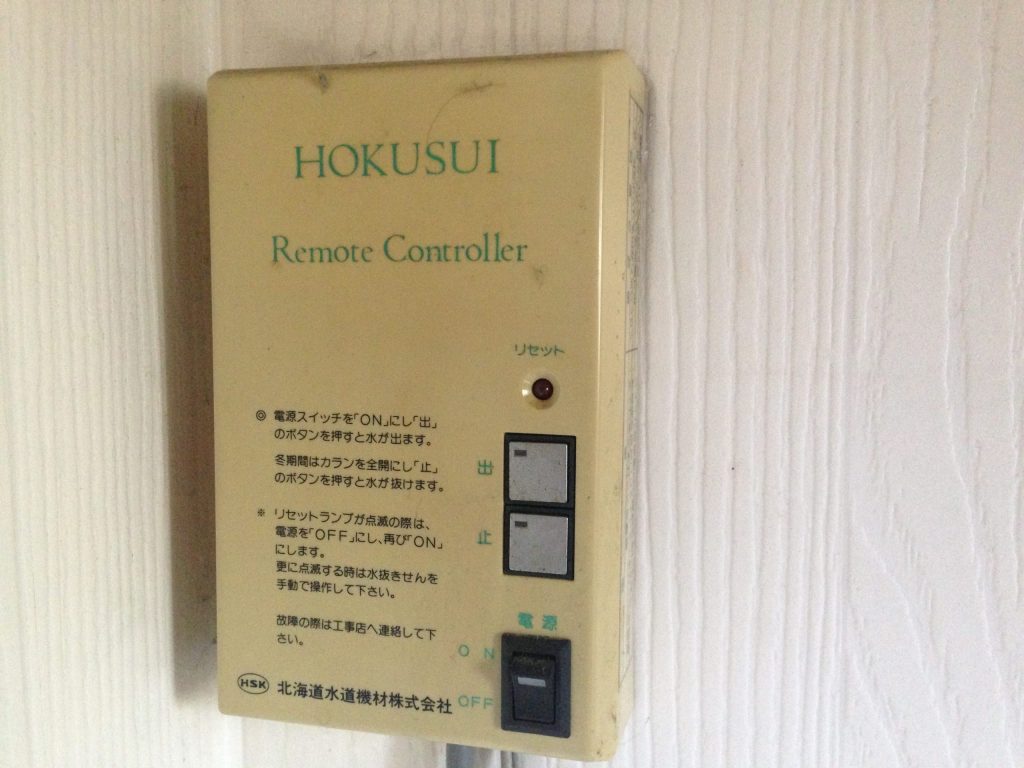 HOKUSUI
Remote Controller
リセット
◎ 電源スイッチを「ON」にし「出」
のボタンを押すと水が出ます。
冬期間はカランを全開にし「止」
のボタンを押すと水が抜けます。
出
※ リセットランプが点滅の際は、
電源を「OFF」にし、再び「ON」
にします。
更に点滅する時は水抜きせんを
手動で操作して下さい。
止
故障の際は工事店へ連絡して下
さい。
電源
ON
OFF
HSK 北海道水道機材株式会社